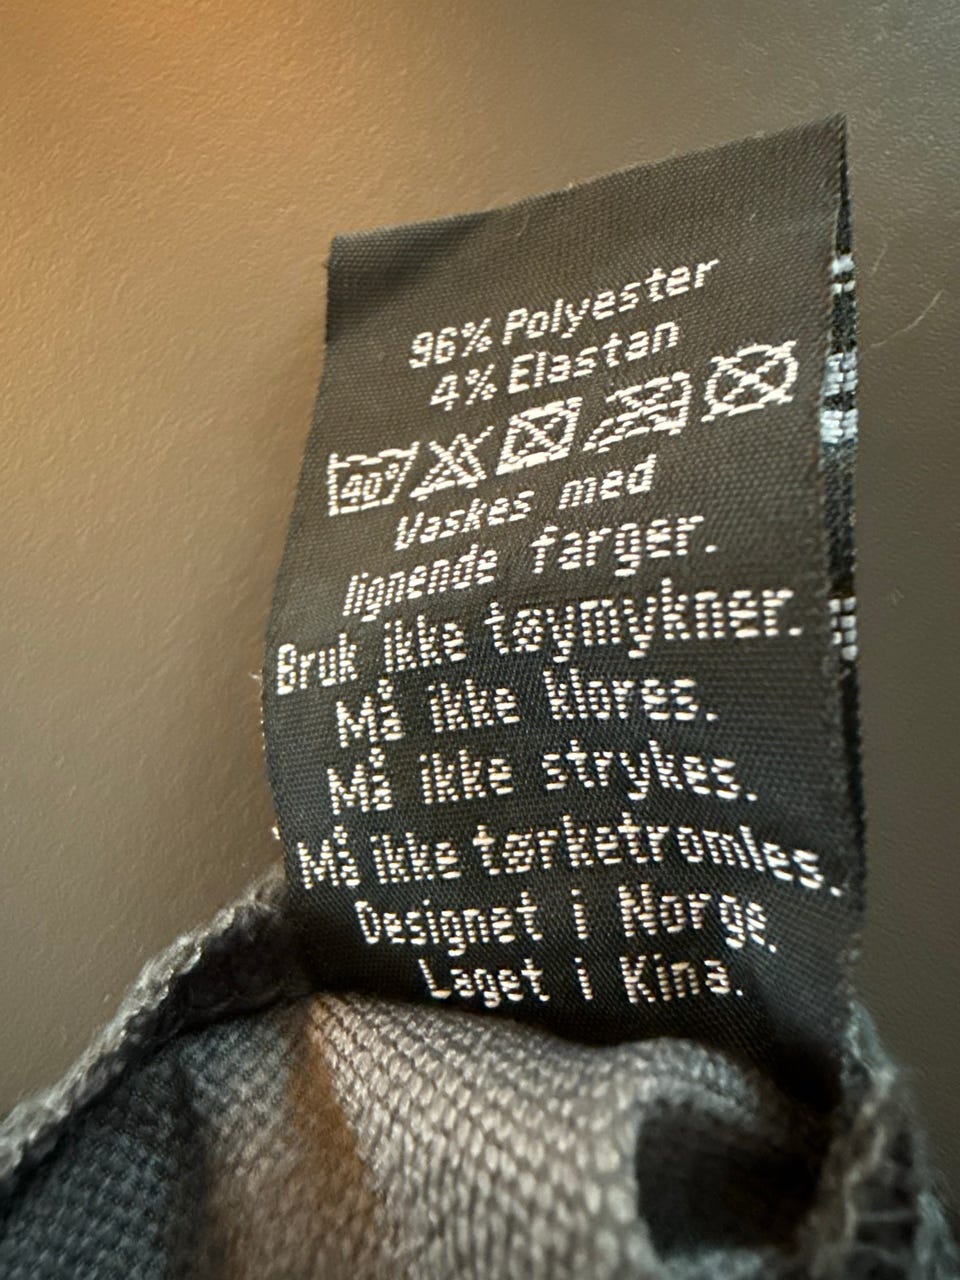 96% Polyester
4% Elastan
40°
Vaskes med
lignende farger.
Bruk ikke tøymykner.
Må ikke klores.
Må ikke strykes.
Må ikke tørketromles.
Designet i Norge.
Laget i Kina.